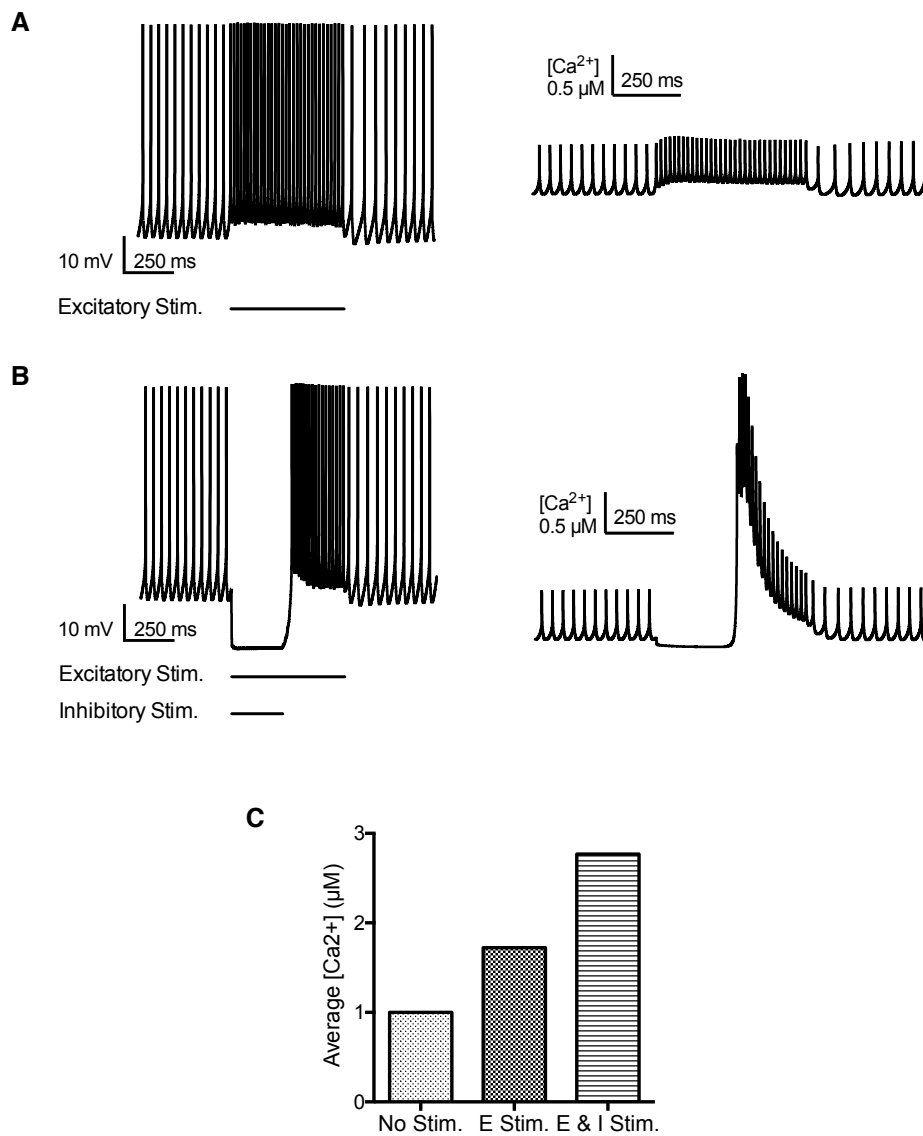 A
[Ca2+]
0.5 µM
250 ms
10 mV
250 ms
Excitatory Stim.
B
[Ca2+]
0.5 µM
250 ms
10 mV
250 ms
Excitatory Stim.
Inhibitory Stim.
C
Average [Ca2+] (µM)
3
2
1
0
No Stim.
E Stim.
E & I Stim.